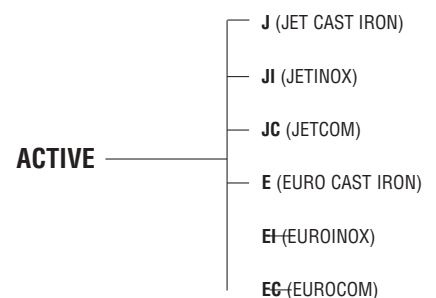 J (JET CAST IRON)
JI (JETINOX)
JC (JETCOM)
ACTIVE
E (EURO CAST IRON)
EI (EUROINOX)
EC (EUROCOM)